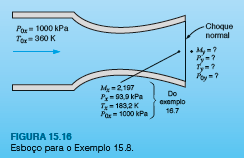 P0x = 1000 kPa
T0x = 360 K
Choque
normal
My = ?
Py = ?
Ty = ?
P0y = ?
Mx = 2,197
Px = 93,9 kPa
Tx = 183,2 K
P0x = 1000 kPa
Do
exemplo
16.7
FIGURA 15.16
Esboço para o Exemplo 15.8.